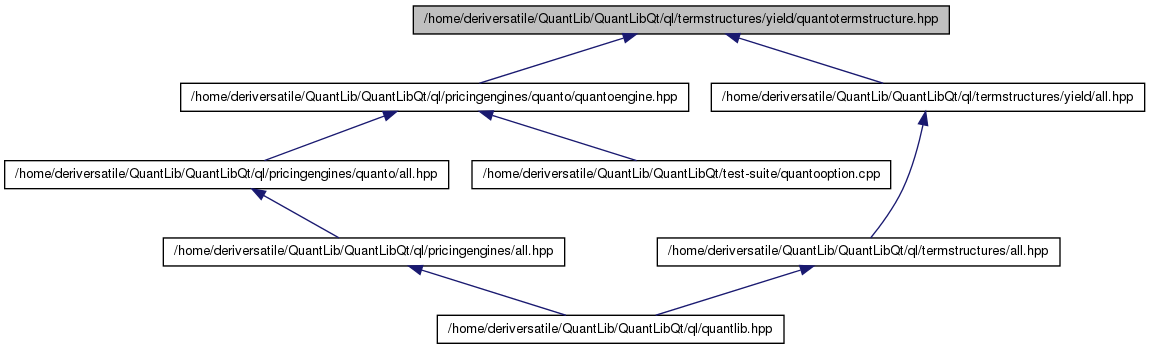 /home/deriversatile/QuantLib/QuantLibQt/ql/termstructures/yield/quantotermstructure.hpp
/home/deriversatile/QuantLib/QuantLibQt/ql/pricingengines/quanto/quantoengine.hpp
/home/deriversatile/QuantLib/QuantLibQt/ql/termstructures/yield/all.hpp
/home/deriversatile/QuantLib/QuantLibQt/ql/pricingengines/quanto/all.hpp
/home/deriversatile/QuantLib/QuantLibQt/test-suite/quantooption.cpp
/home/deriversatile/QuantLib/QuantLibQt/ql/pricingengines/all.hpp
/home/deriversatile/QuantLib/QuantLibQt/ql/termstructures/all.hpp
/home/deriversatile/QuantLib/QuantLibQt/ql/quantlib.hpp